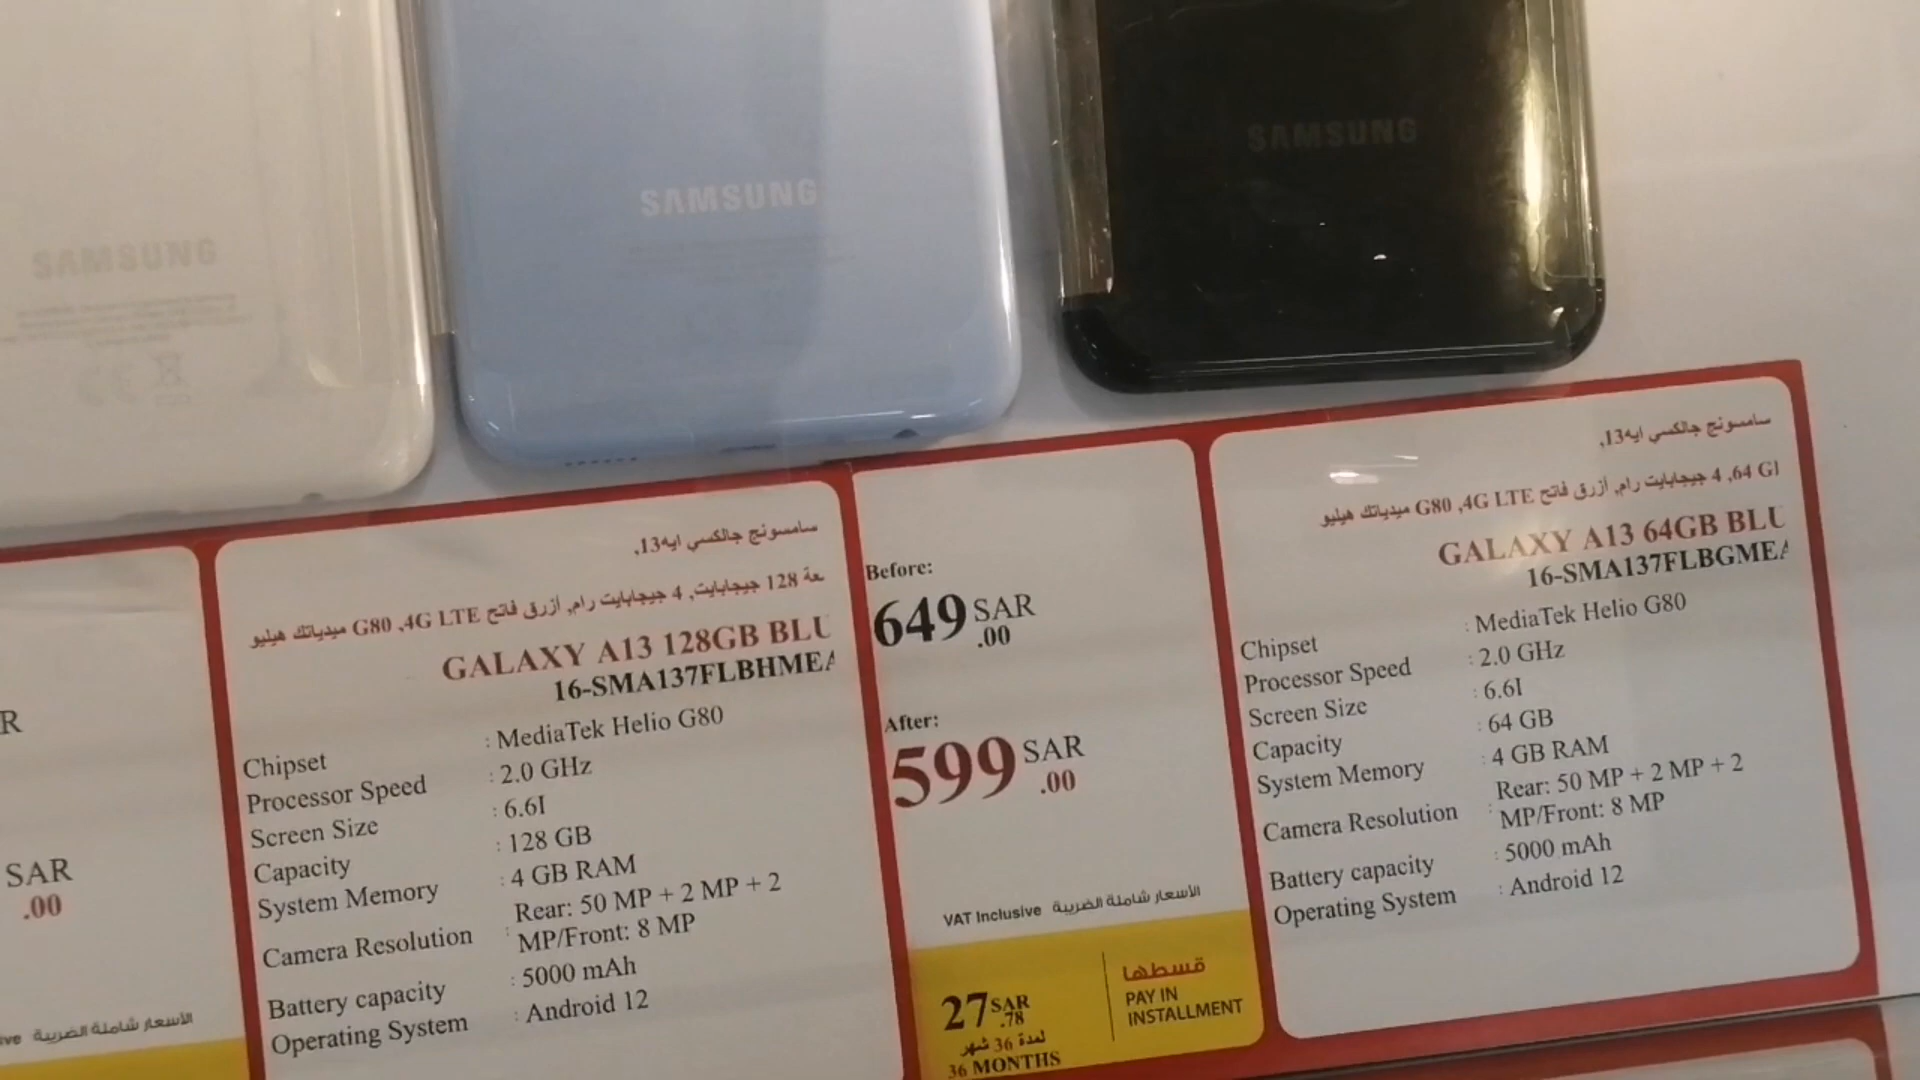 SAMSUNG
SAMSUNG
SAMSUNG
R
SAR
.00
الأسعار شاملة الضريبة
سامسونج جالكسي ايه13,
128 جيجابايت, 4 جيجابايت رام, أزرق فاتح G80 ,4G LTE ميدياتك هيليو
GALAXY A13 128GB BLU
16-SMA137FLBHMEA
Chipset : MediaTek Helio G80
Processor Speed : 2.0 GHz
Screen Size : 6.6I
Capacity : 128 GB
System Memory : 4 GB RAM
Camera Resolution : Rear: 50 MP + 2 MP + 2
MP/Front: 8 MP
Battery capacity : 5000 mAh
Operating System : Android 12
Before:
649 SAR
.00
After:
599 SAR
.00
VAT Inclusive الأسعار شاملة الضريبة
27 SAR
.78
لمدة 36 شهر
36 MONTHS
قسطها
PAY IN
INSTALLMENT
سامسونج جالكسي ايه13,
64 GI, 4 جيجابايت رام, أزرق فاتح G80 ,4G LTE ميدياتك هيليو
GALAXY A13 64GB BLU
16-SMA137FLBGMEA
Chipset : MediaTek Helio G80
Processor Speed : 2.0 GHz
Screen Size : 6.6I
Capacity : 64 GB
System Memory : 4 GB RAM
Camera Resolution : Rear: 50 MP + 2 MP + 2
MP/Front: 8 MP
Battery capacity : 5000 mAh
Operating System : Android 12